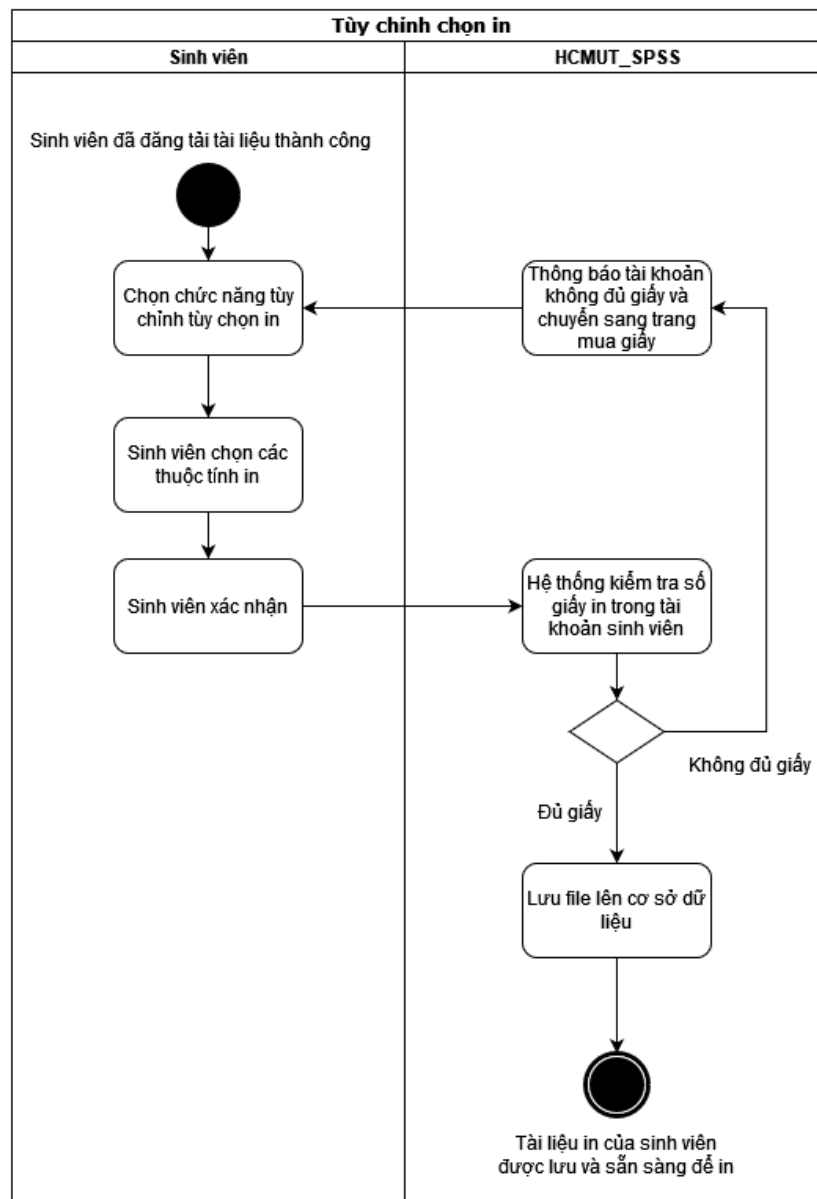 Tùy chỉnh chọn in
Sinh viên
HCMUT_SPSS
Sinh viên đã đăng tải tài liệu thành công
Chọn chức năng tùy
chỉnh tùy chọn in
Thông báo tài khoản
không đủ giấy và
chuyển sang trang
mua giấy
Sinh viên chọn các
thuộc tính in
Sinh viên xác nhận
Hệ thống kiểm tra số
giấy in trong tài
khoản sinh viên
Không đủ giấy
Đủ giấy
Lưu file lên cơ sở dữ
liệu
Tài liệu in của sinh viên
được lưu và sẵn sàng để in